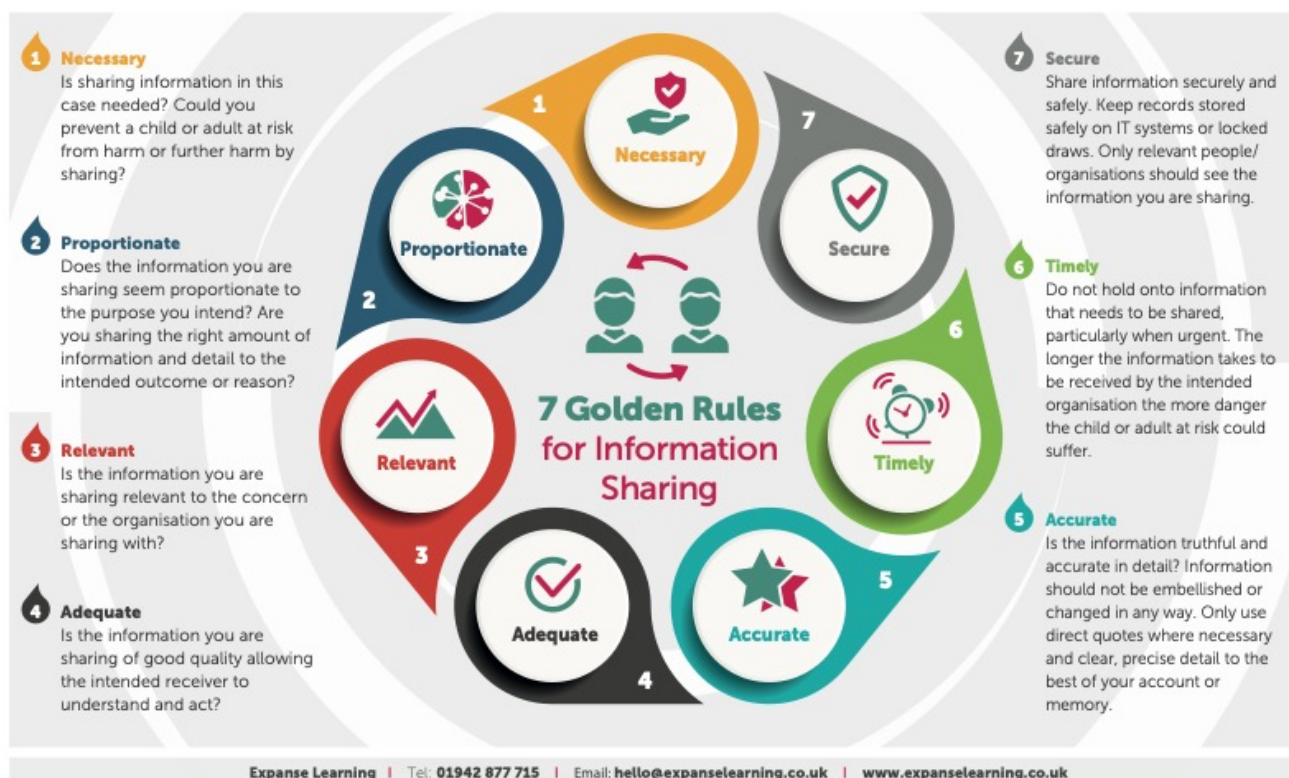 1 Necessary
Is sharing information in this
case needed? Could you
prevent a child or adult at risk
from harm or further harm by
sharing?
2 Proportionate
Does the information you are
sharing seem proportionate to
the purpose you intend? Are
you sharing the right amount of
information and detail to the
intended outcome or reason?
3 Relevant
Is the information you are
sharing relevant to the concern
or the organisation you are
sharing with?
4 Adequate
Is the information you are
sharing of good quality allowing
the intended receiver to
understand and act?
1
Necessary
2
Proportionate
3
Relevant
4
Adequate
5
Accurate
6
Timely
7
Secure
7 Golden Rules
for Information
Sharing
7 Secure
Share information securely and
safely. Keep records stored
safely on IT systems or locked
draws. Only relevant people/
organisations should see the
information you are sharing.
6 Timely
Do not hold onto information
that needs to be shared,
particularly when urgent. The
longer the information takes to
be received by the intended
organisation the more danger
the child or adult at risk could
suffer.
5 Accurate
Is the information truthful and
accurate in detail? Information
should not be embellished or
changed in any way. Only use
direct quotes where necessary
and clear, precise detail to the
best of your account or
memory.
Expanse Learning | Tel: 01942 877 715 | Email: hello@expanselearning.co.uk | www.expanselearning.co.uk